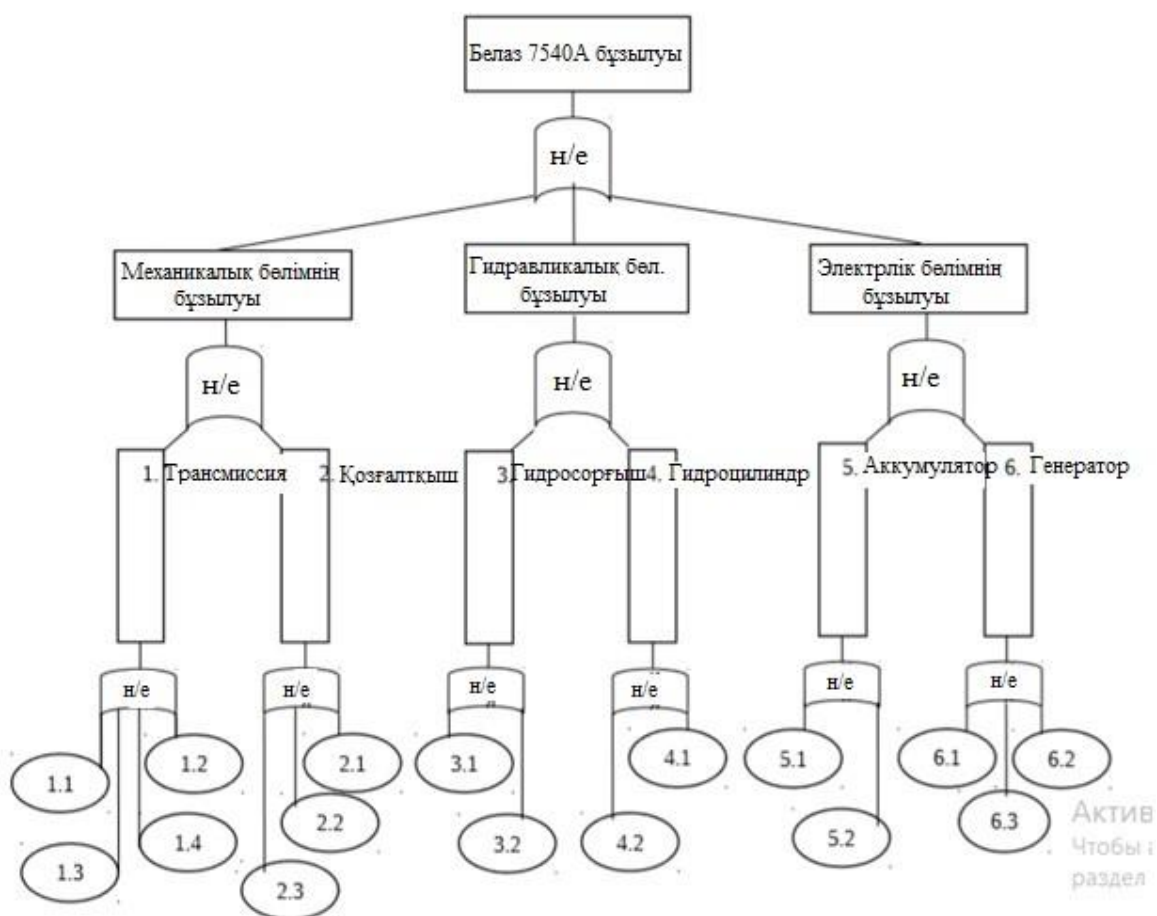 Белаз 7540А бұзылуы
н/е
Механикалық бөлімнің
бұзылуы
Гидравликалық бөл.
бұзылуы
Электрлік бөлімнің
бұзылуы
н/е
н/е
н/е
1. Трансмиссия
2. Қозғалтқыш
3. Гидросорғыш
4. Гидроцилиндр
5. Аккумулятор
6. Генератор
н/е
н/е
н/е
н/е
н/е
н/е
1.1
1.2
2.1
3.1
4.1
5.1
6.1
6.2
1.3
1.4
2.2
2.3
3.2
4.2
5.2
6.3
Актив
Чтобы
раздел